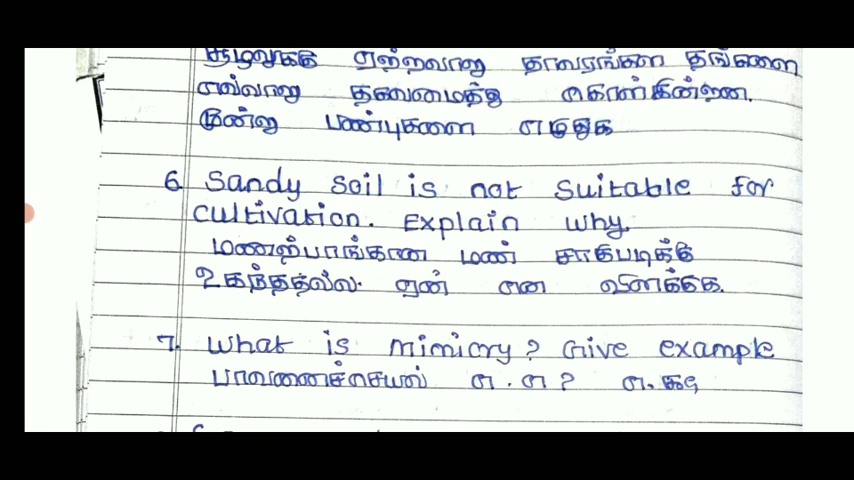 சூழலுக்கு ஏற்றவாறு தாவரங்கள் தங்களை
எவ்வாறு தகவமைத்து கொள்கின்றன.
மூன்று பண்புகளை எழுதுக
6. Sandy soil is not suitable for
cultivation. Explain why.
மணற்பாங்கான மண் சாகுபடிக்கு
உகந்ததல்ல. ஏன் என விளக்குக.
7. What is mimicry? Give example
பாவனைச்செயல் எ.எ? எ.கடி